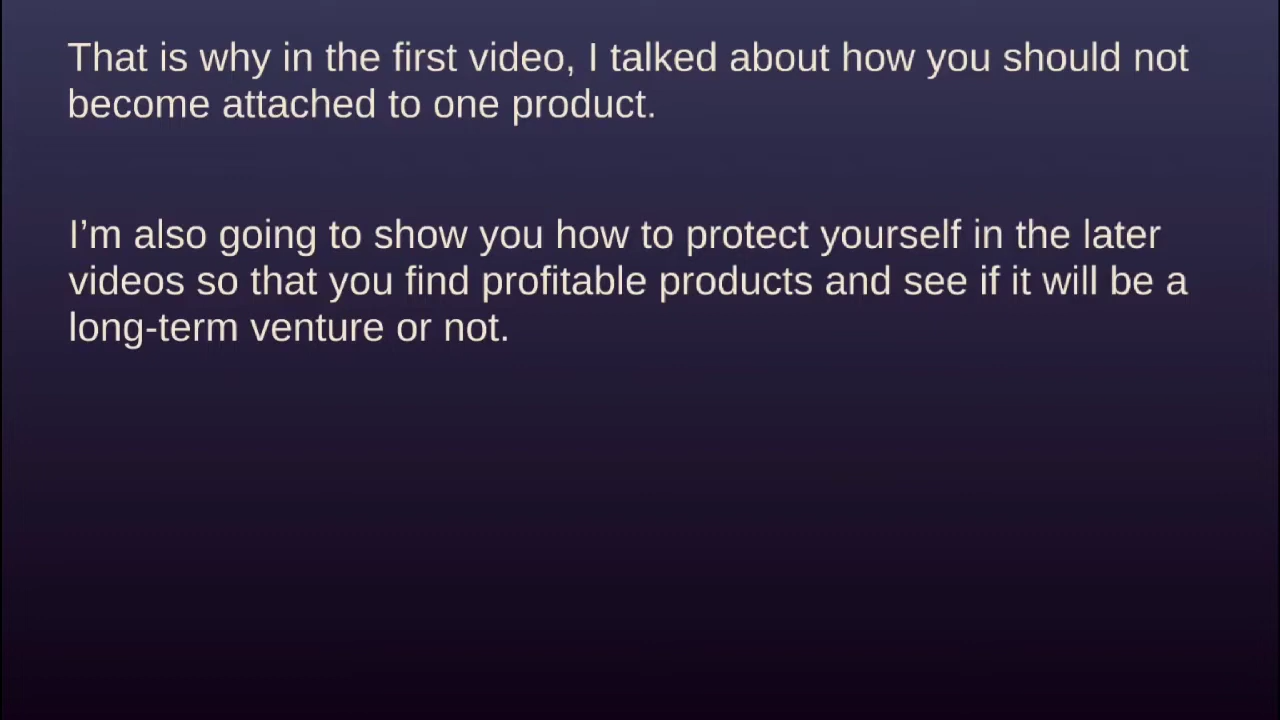 That is why in the first video, I talked about how you should not
become attached to one product.
I’m also going to show you how to protect yourself in the later
videos so that you find profitable products and see if it will be a
long-term venture or not.